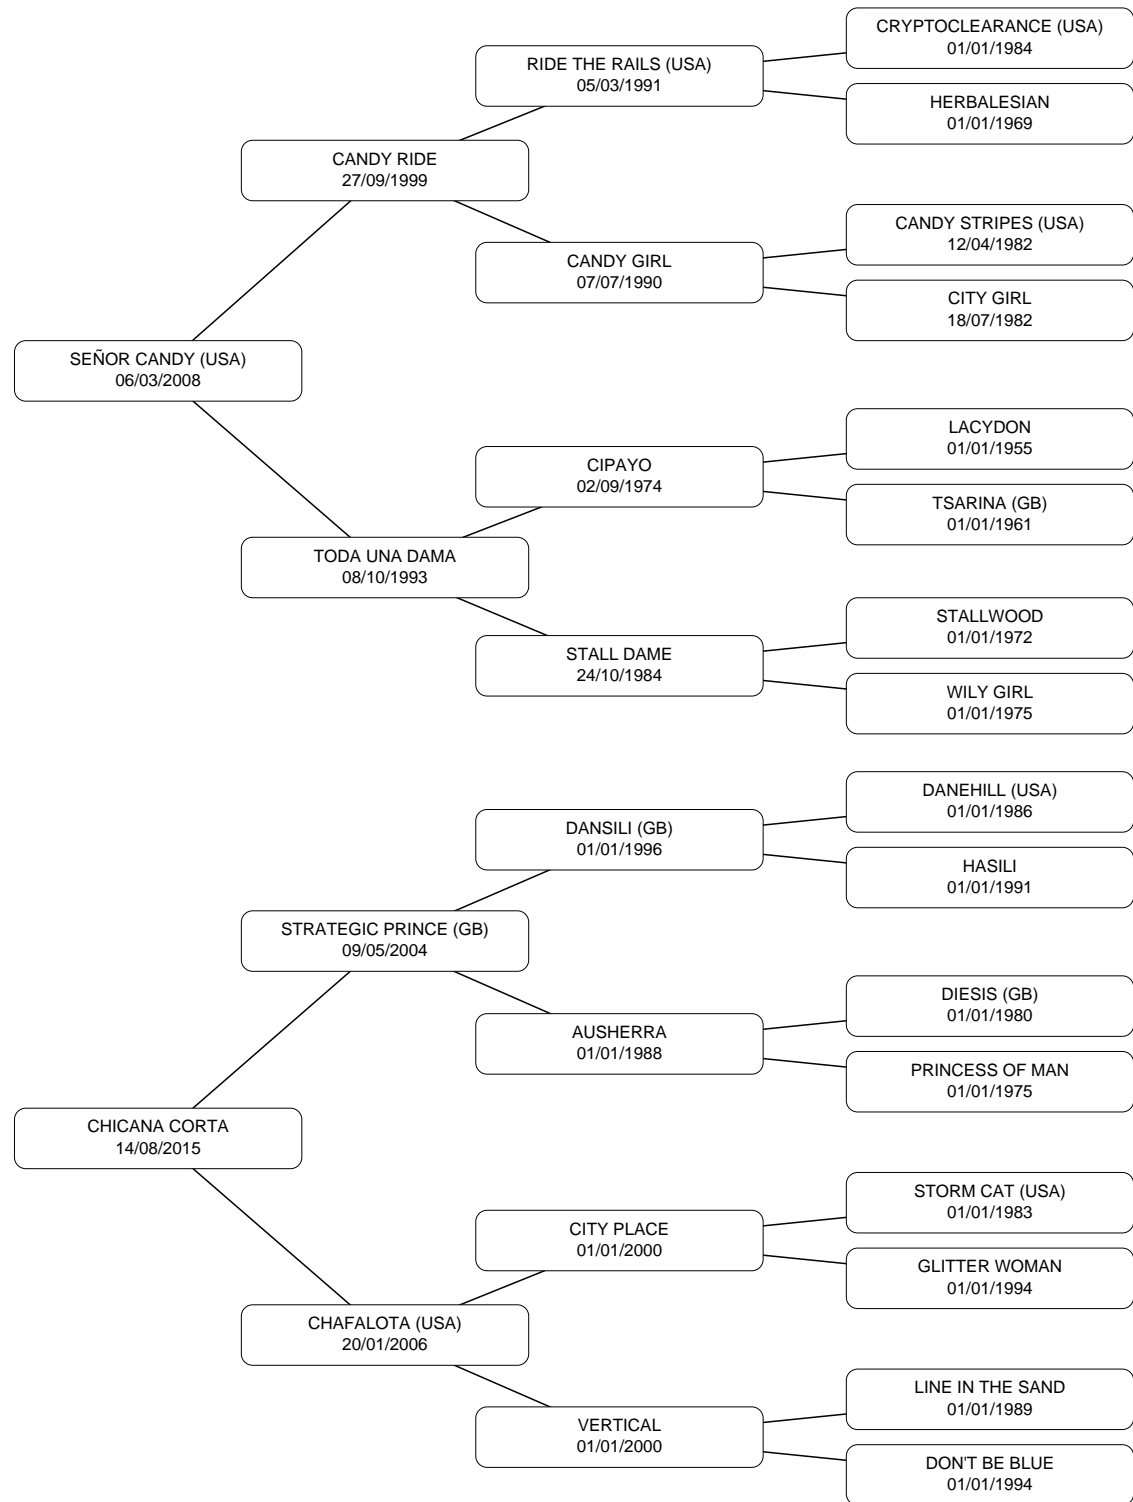 CRYPTOCLEARANCE (USA)
01/01/1984
RIDE THE RAILS (USA)
05/03/1991
HERBALESIAN
01/01/1969
CANDY RIDE
27/09/1999
CANDY STRIPES (USA)
12/04/1982
CANDY GIRL
07/07/1990
CITY GIRL
18/07/1982
SEÑOR CANDY (USA)
06/03/2008
LACYDON
01/01/1955
CIPAYO
02/09/1974
TSARINA (GB)
01/01/1961
TODA UNA DAMA
08/10/1993
STALLWOOD
01/01/1972
STALL DAME
24/10/1984
WILY GIRL
01/01/1975
DANEHILL (USA)
01/01/1986
DANSILI (GB)
01/01/1996
HASILI
01/01/1991
STRATEGIC PRINCE (GB)
09/05/2004
DIESIS (GB)
01/01/1980
AUSHERRA
01/01/1988
PRINCESS OF MAN
01/01/1975
CHICANA CORTA
14/08/2015
STORM CAT (USA)
01/01/1983
CITY PLACE
01/01/2000
GLITTER WOMAN
01/01/1994
CHAFALOTA (USA)
20/01/2006
LINE IN THE SAND
01/01/1989
VERTICAL
01/01/2000
DON'T BE BLUE
01/01/1994